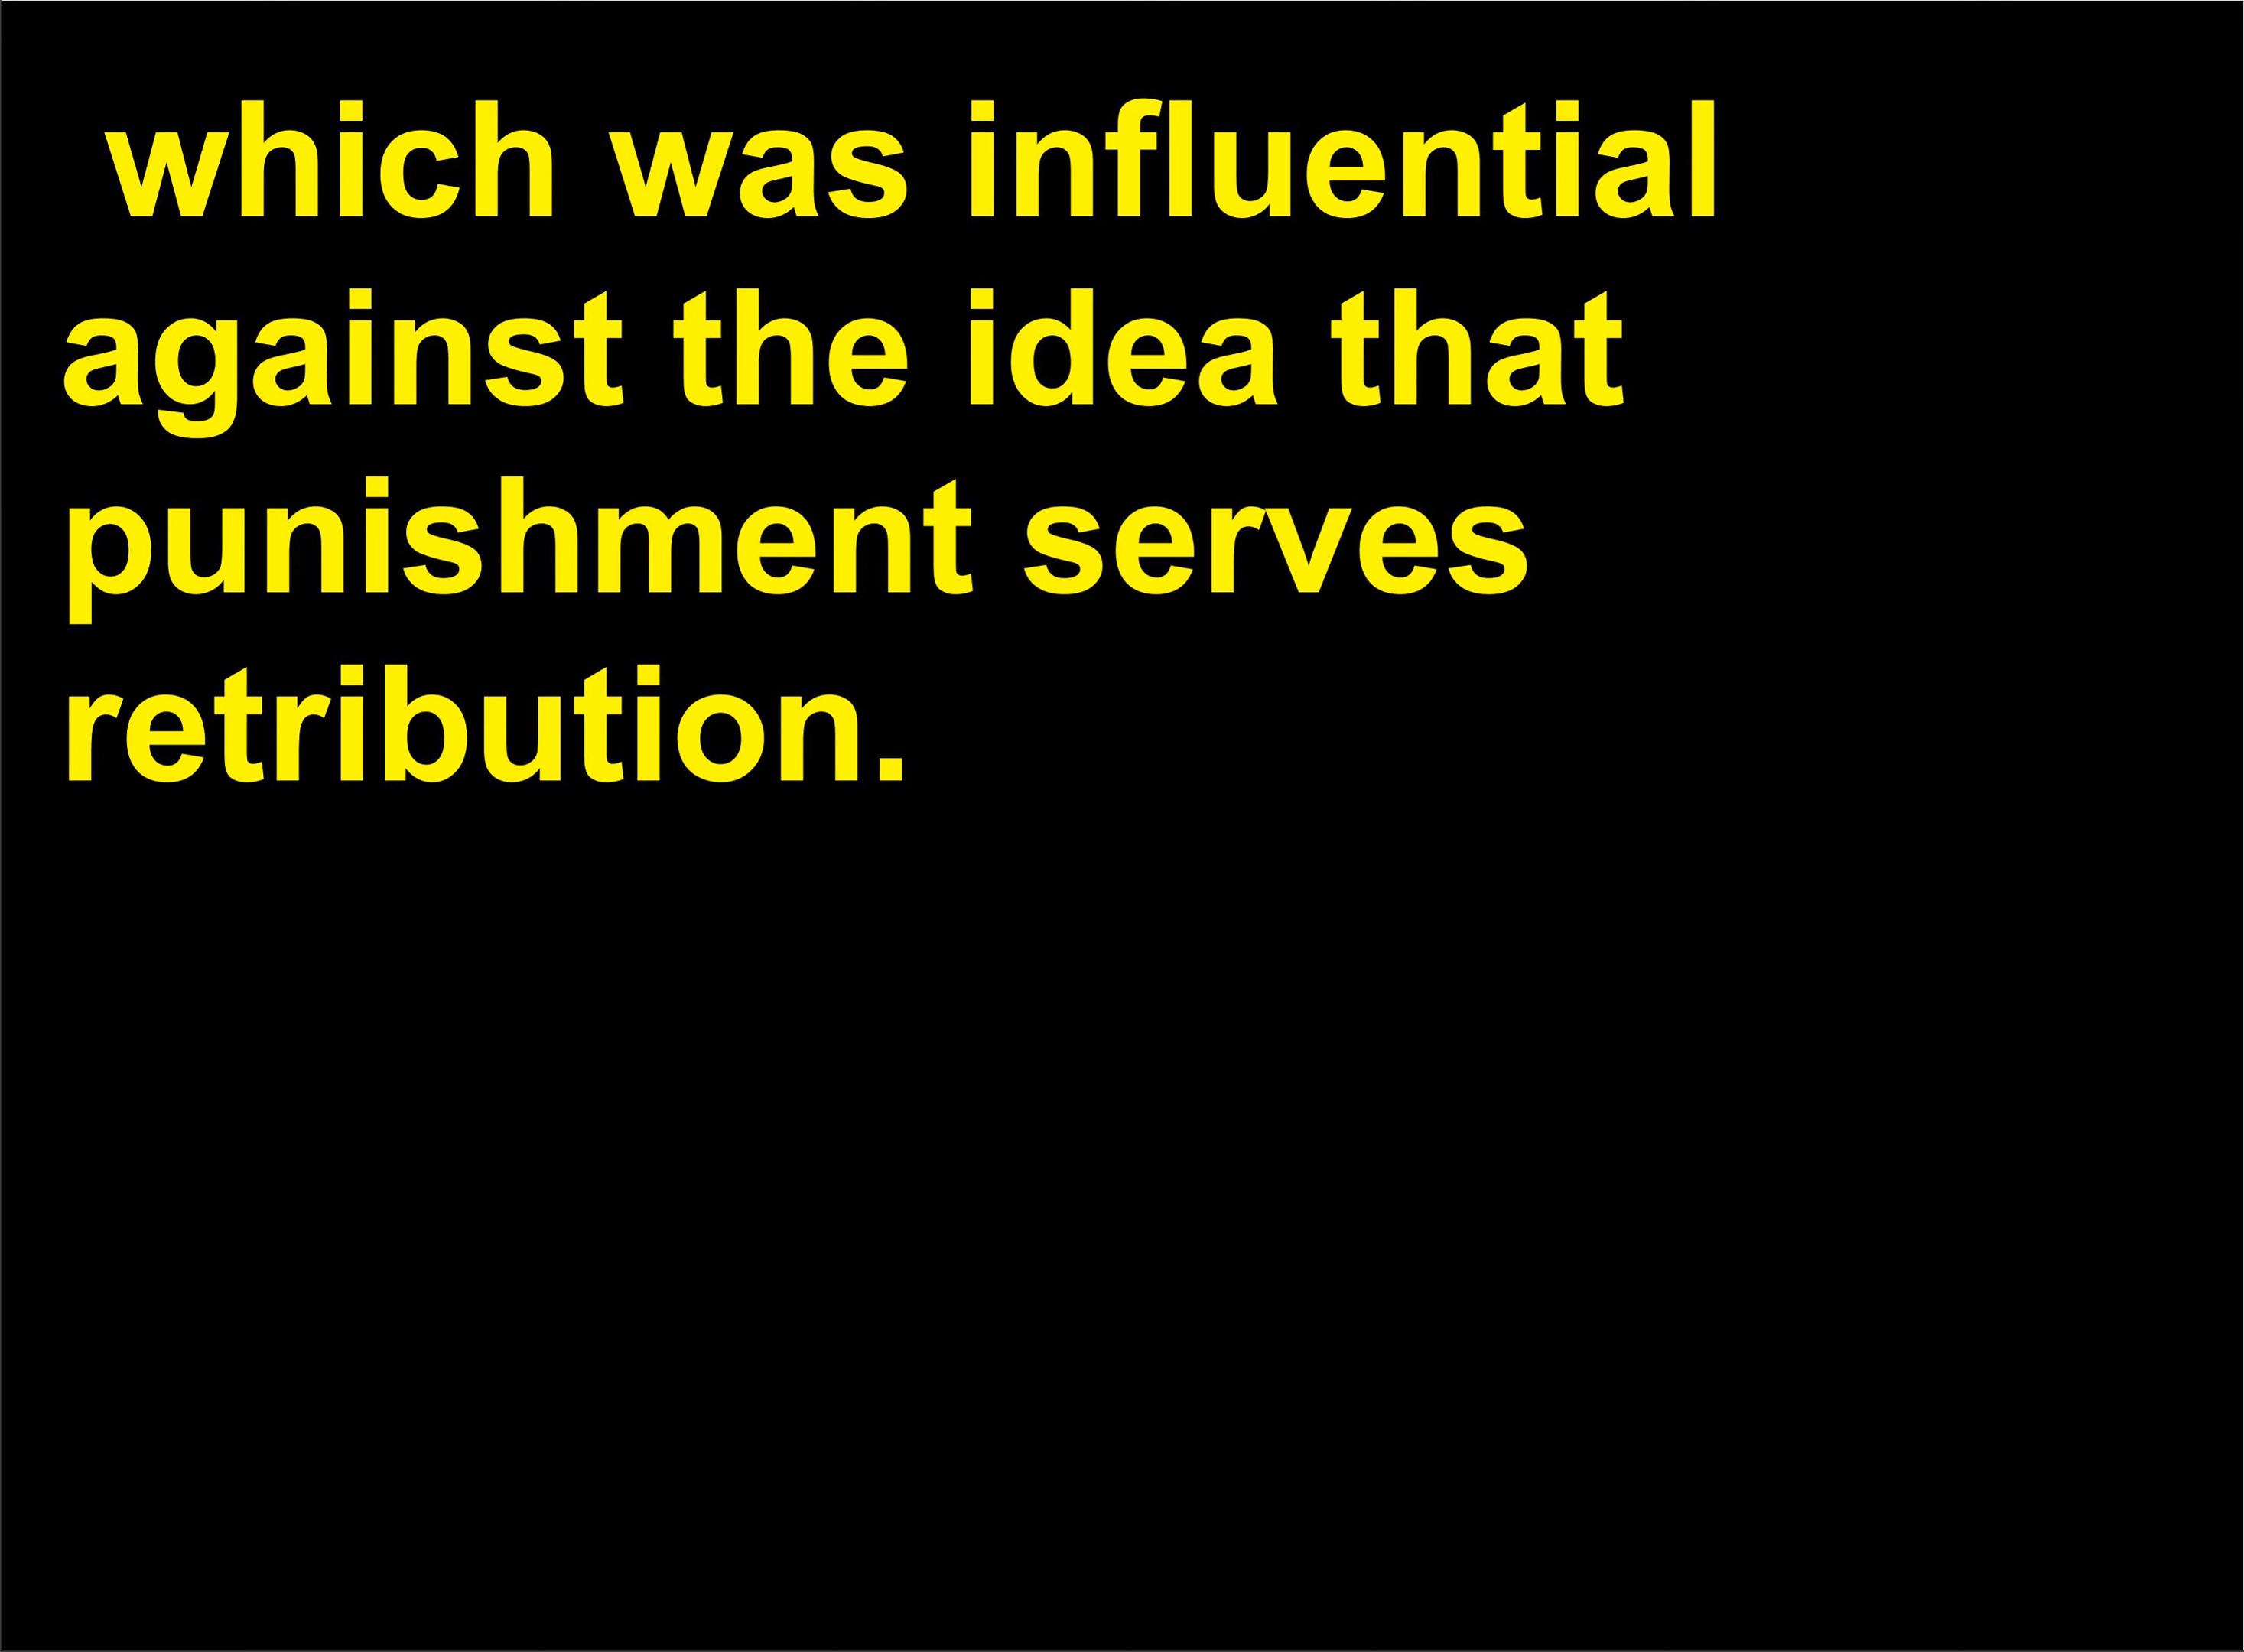 which was influential
against the idea that
punishment serves
retribution.